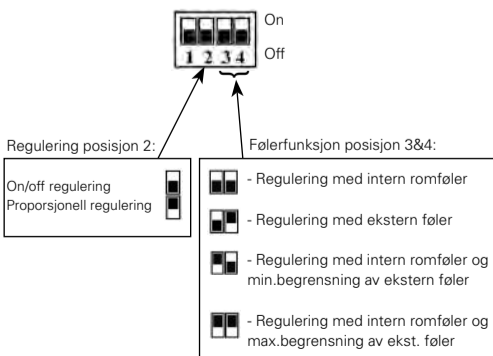 On
Off
1 2 3 4
Regulering posisjon 2:
On/off regulering
Proporsjonell regulering
Følerfunksjon posisjon 3&4:
- Regulering med intern romføler
- Regulering med ekstern føler
- Regulering med intern romføler og
min.begrensning av ekstern føler
- Regulering med intern romføler og
max.begrensning av ekst. føler